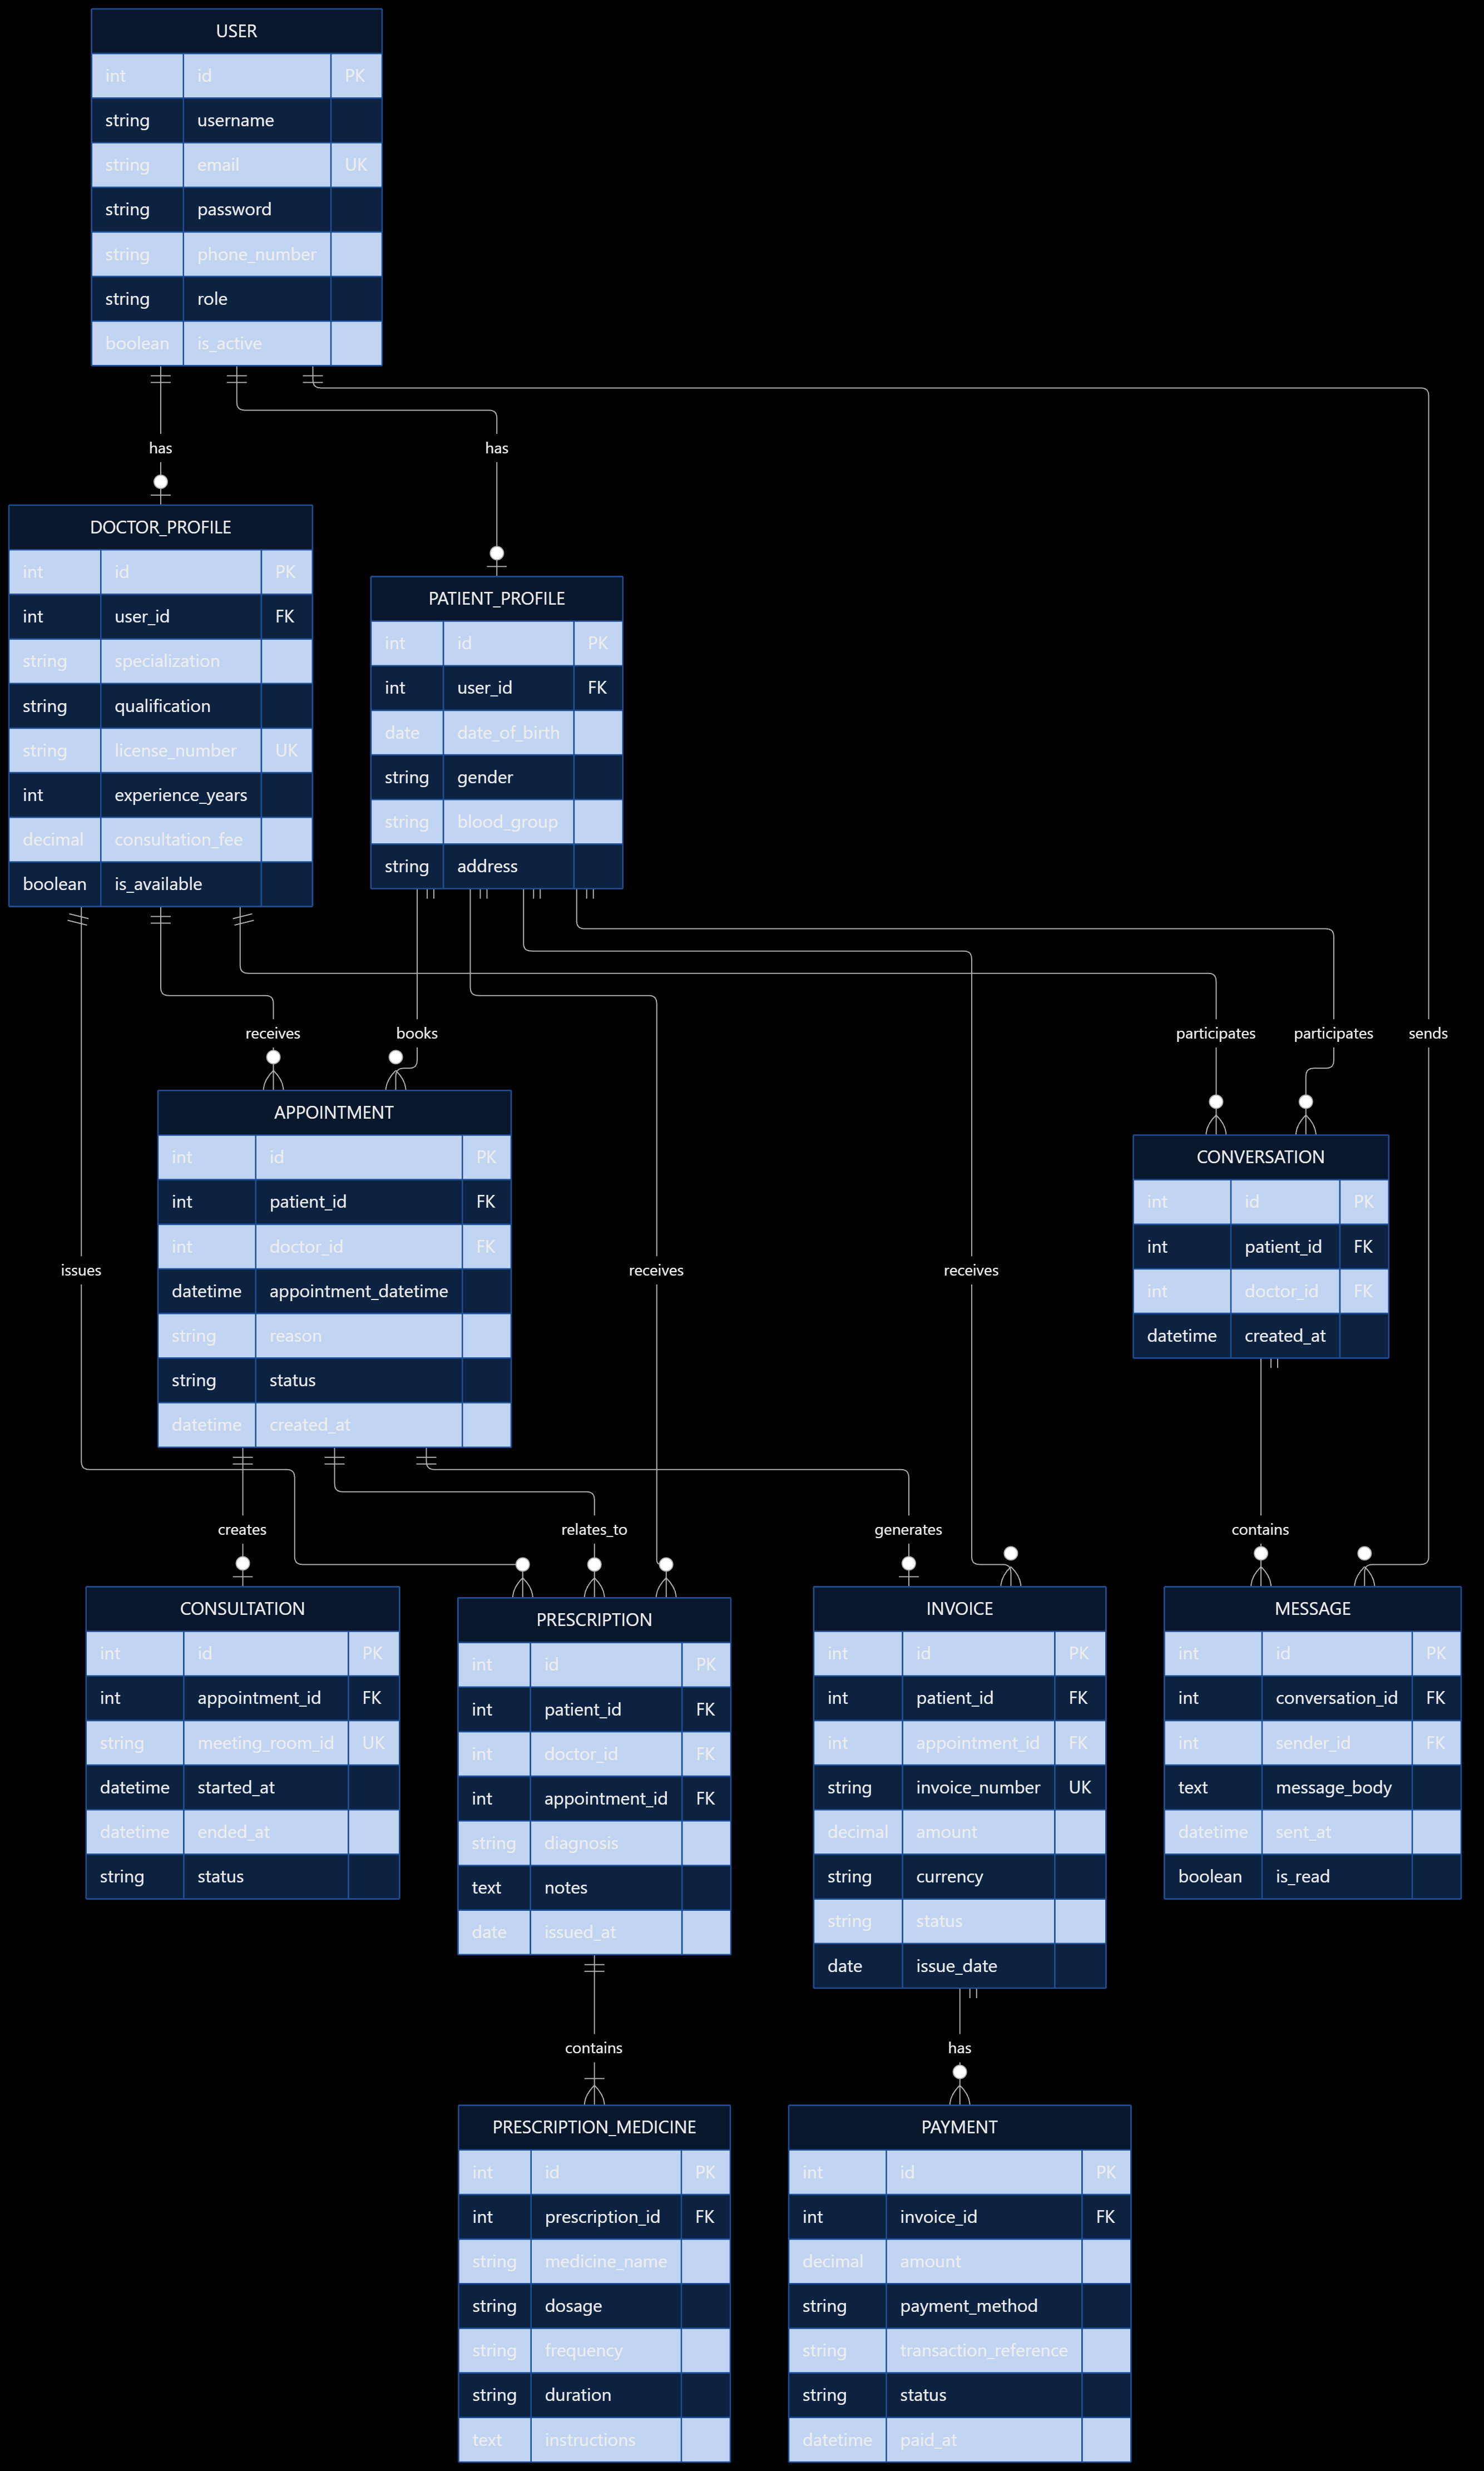 USER
int id PK
string username
string email UK
string password
string phone_number
string role
boolean is_active
has
has
DOCTOR_PROFILE
int id PK
int user_id FK
string specialization
string qualification
string license_number UK
int experience_years
decimal consultation_fee
boolean is_available
PATIENT_PROFILE
int id PK
int user_id FK
date date_of_birth
string gender
string blood_group
string address
receives
books
participates
participates
sends
APPOINTMENT
int id PK
int patient_id FK
int doctor_id FK
datetime appointment_datetime
string reason
string status
datetime created_at
CONVERSATION
int id PK
int patient_id FK
int doctor_id FK
datetime created_at
issues
receives
receives
creates
relates_to
generates
contains
CONSULTATION
int id PK
int appointment_id FK
string meeting_room_id UK
datetime started_at
datetime ended_at
string status
PRESCRIPTION
int id PK
int patient_id FK
int doctor_id FK
int appointment_id FK
string diagnosis
text notes
date issued_at
INVOICE
int id PK
int patient_id FK
int appointment_id FK
string invoice_number UK
decimal amount
string currency
string status
date issue_date
MESSAGE
int id PK
int conversation_id FK
int sender_id FK
text message_body
datetime sent_at
boolean is_read
contains
has
PRESCRIPTION_MEDICINE
int id PK
int prescription_id FK
string medicine_name
string dosage
string frequency
string duration
text instructions
PAYMENT
int id PK
int invoice_id FK
decimal amount
string payment_method
string transaction_reference
string status
datetime paid_at